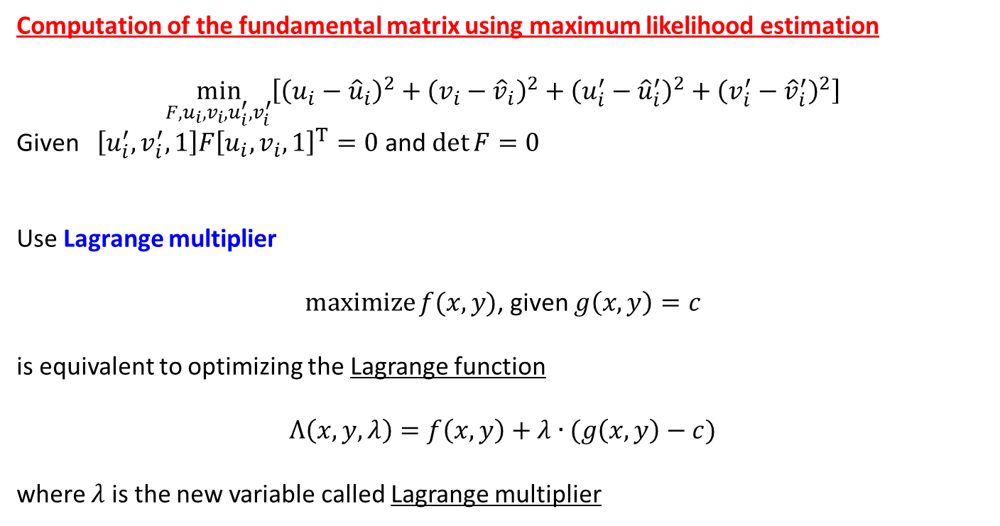 Computation of the fundamental matrix using maximum likelihood estimation
min [(uᵢ − ûᵢ)² + (vᵢ − v̂ᵢ)² + (u′ᵢ − û′ᵢ)² + (v′ᵢ − v̂′ᵢ)²]
F,uᵢ,vᵢ,u′ᵢ,v′ᵢ
Given [u′ᵢ, v′ᵢ, 1]F[uᵢ, vᵢ, 1]ᵀ = 0 and det F = 0
Use Lagrange multiplier
maximize f(x, y), given g(x, y) = c
is equivalent to optimizing the Lagrange function
Λ(x, y, λ) = f(x, y) + λ · (g(x, y) − c)
where λ is the new variable called Lagrange multiplier